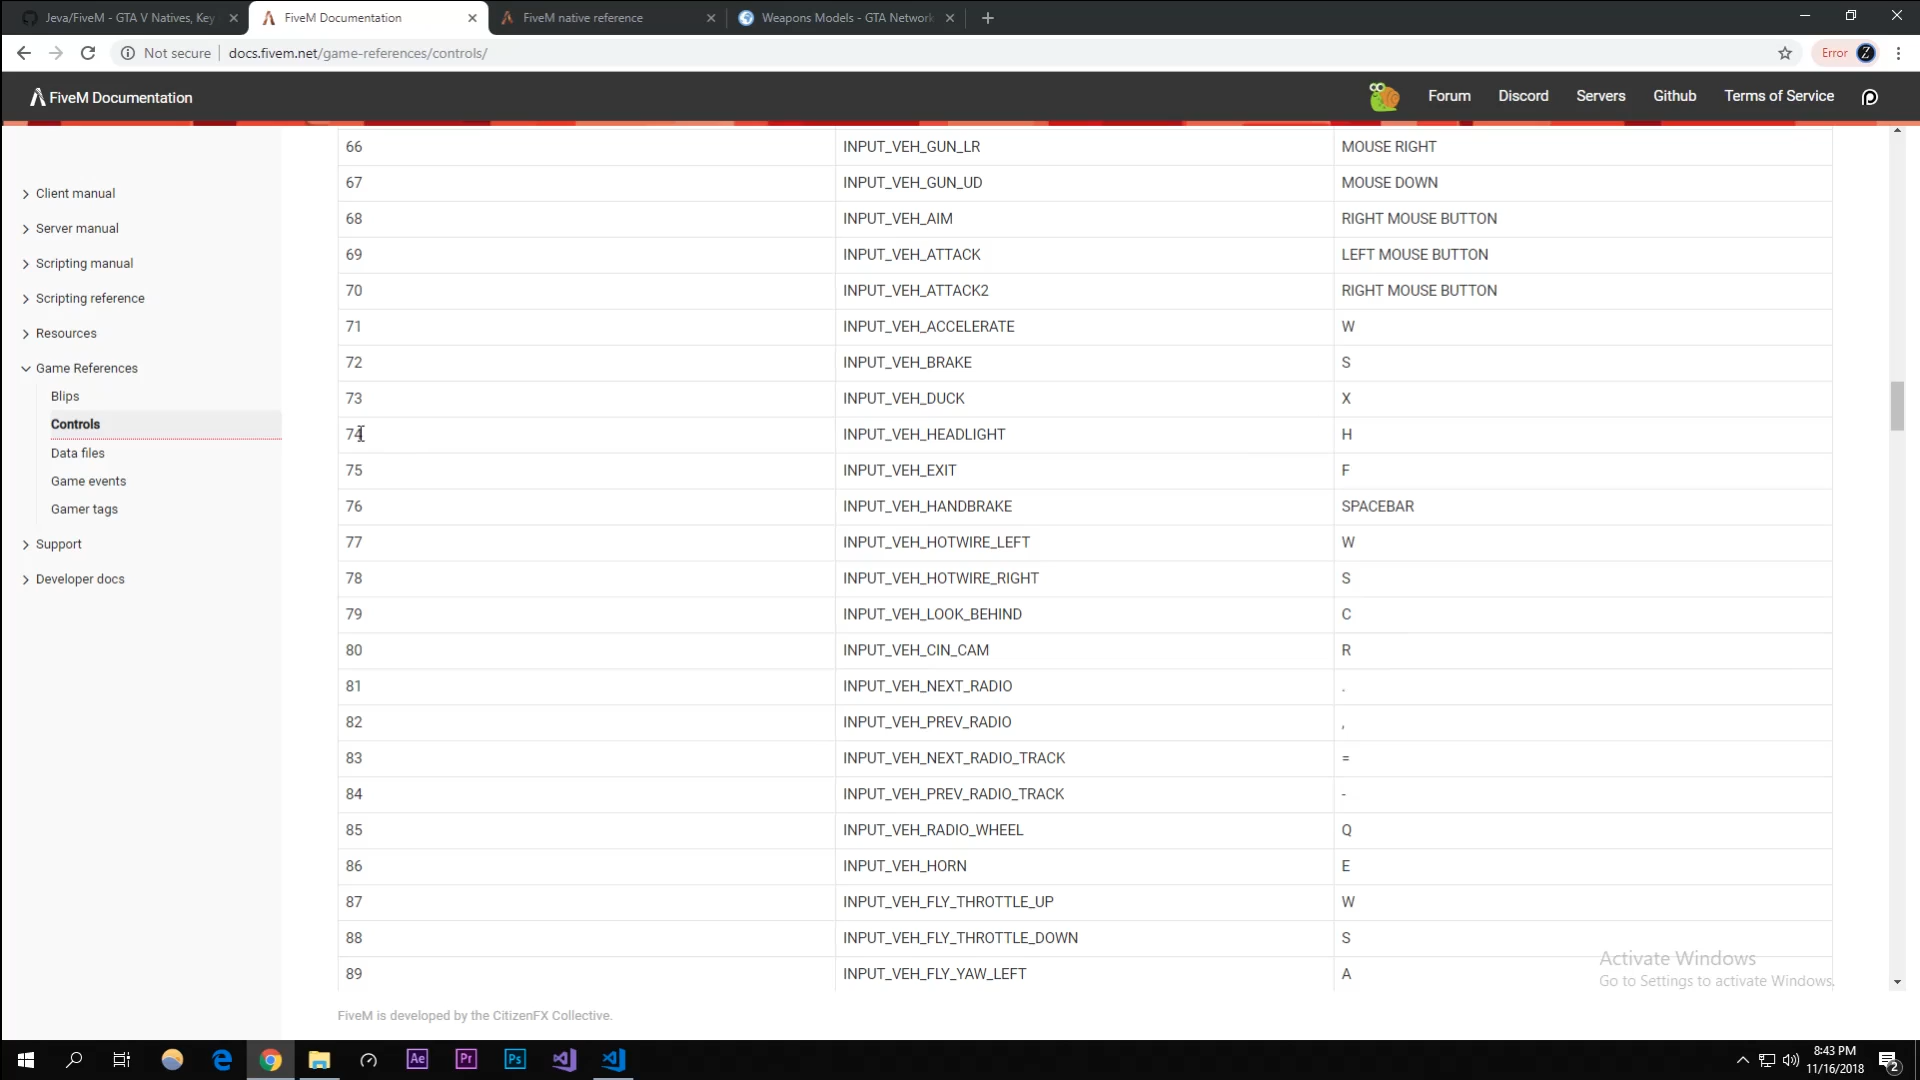 Java/FiveM - GTA V Natives, Key
FiveM Documentation
FiveM native reference
Weapons Models - GTA Network
Not secure
docs.fivem.net/game-references/controls/
Error
FiveM Documentation
Forum
Discord
Servers
Github
Terms of Service
Client manual
Server manual
Scripting manual
Scripting reference
Resources
Game References
Blips
Controls
Data files
Game events
Gamer tags
Support
Developer docs
66 INPUT_VEH_GUN_LR MOUSE RIGHT
67 INPUT_VEH_GUN_UD MOUSE DOWN
68 INPUT_VEH_AIM RIGHT MOUSE BUTTON
69 INPUT_VEH_ATTACK LEFT MOUSE BUTTON
70 INPUT_VEH_ATTACK2 RIGHT MOUSE BUTTON
71 INPUT_VEH_ACCELERATE W
72 INPUT_VEH_BRAKE S
73 INPUT_VEH_DUCK X
74 INPUT_VEH_HEADLIGHT H
75 INPUT_VEH_EXIT F
76 INPUT_VEH_HANDBRAKE SPACEBAR
77 INPUT_VEH_HOTWIRE_LEFT W
78 INPUT_VEH_HOTWIRE_RIGHT S
79 INPUT_VEH_LOOK_BEHIND C
80 INPUT_VEH_CIN_CAM R
81 INPUT_VEH_NEXT_RADIO .
82 INPUT_VEH_PREV_RADIO ,
83 INPUT_VEH_NEXT_RADIO_TRACK =
84 INPUT_VEH_PREV_RADIO_TRACK -
85 INPUT_VEH_RADIO_WHEEL Q
86 INPUT_VEH_HORN E
87 INPUT_VEH_FLY_THROTTLE_UP W
88 INPUT_VEH_FLY_THROTTLE_DOWN S
89 INPUT_VEH_FLY_YAW_LEFT A
Activate Windows
Go to Settings to activate Windows.
FiveM is developed by the CitizenFX Collective.
Ae
Pr
Ps
8:43 PM
11/16/2018
2